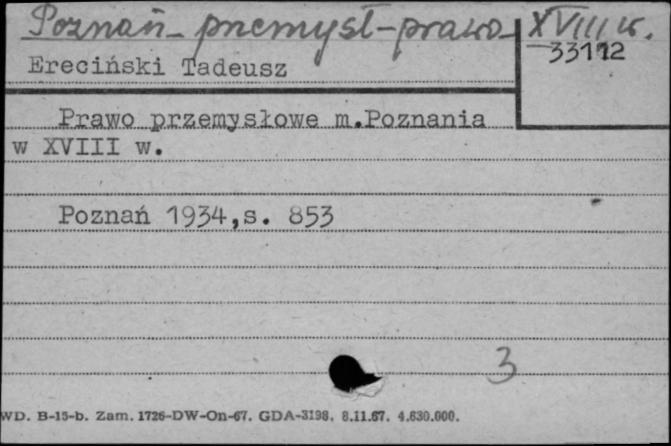 Poznań - przemysł - prawo XVIII w.
33112
Ereciński Tadeusz
Prawo przemysłowe m.Poznania
w XVIII w.
Poznań 1934,s. 853
3
WD. B-15-b. Zam. 1726-DW-On-67. GDA-3198. 8.11.67. 4.630.000.